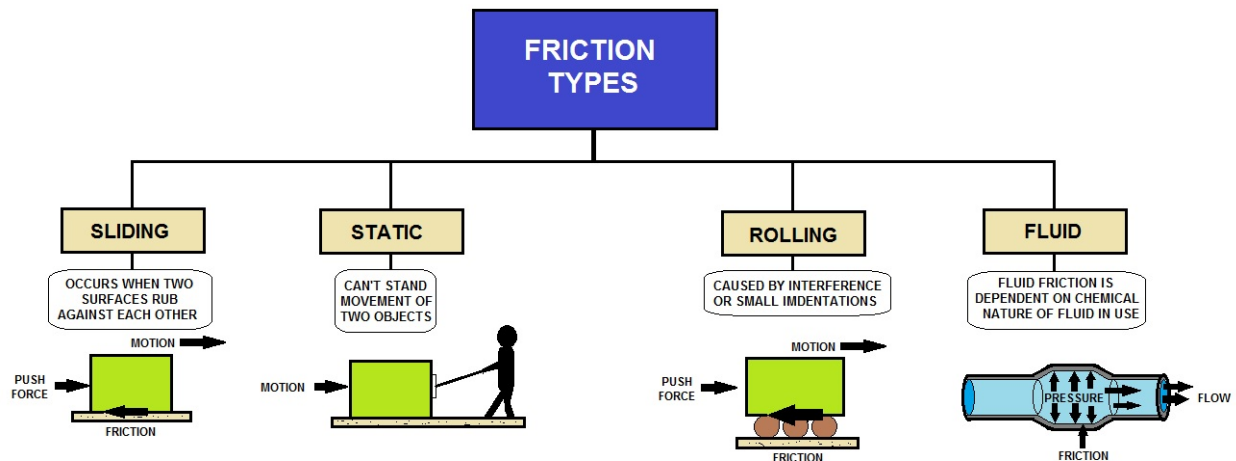 FRICTION
TYPES
SLIDING
OCCURS WHEN TWO
SURFACES RUB
AGAINST EACH OTHER
MOTION
PUSH
FORCE
FRICTION
STATIC
CAN'T STAND
MOVEMENT OF
TWO OBJECTS
MOTION
ROLLING
CAUSED BY INTERFERENCE
OR SMALL IMDENTATIONS
MOTION
PUSH
FORCE
FRICTION
FLUID
FLUID FRICTION IS
DEPENDENT ON CHEMICAL
NATURE OF FLUID IN USE
PRESSURE
FLOW
FRICTION